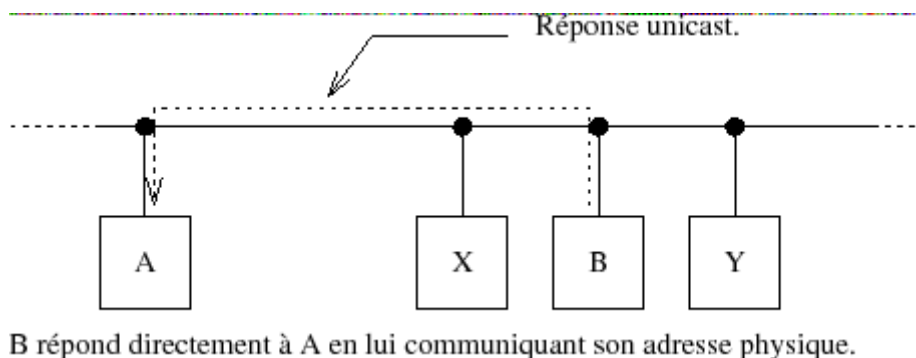 Réponse unicast.
A X B Y
B répond directement à A en lui communiquant son adresse physique.